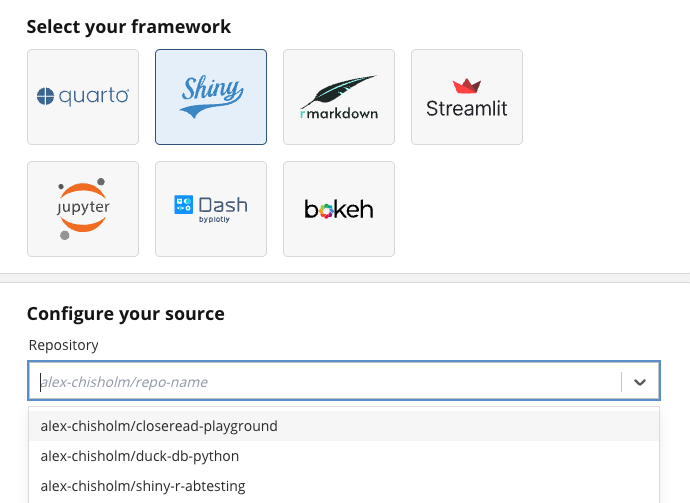 Select your framework
quarto
Shiny
rmarkdown
Streamlit
jupyter
Dash
by plotly
bokeh
Configure your source
Repository
alex-chisholm/repo-name
alex-chisholm/closeread-playground
alex-chisholm/duck-db-python
alex-chisholm/shiny-r-abtesting